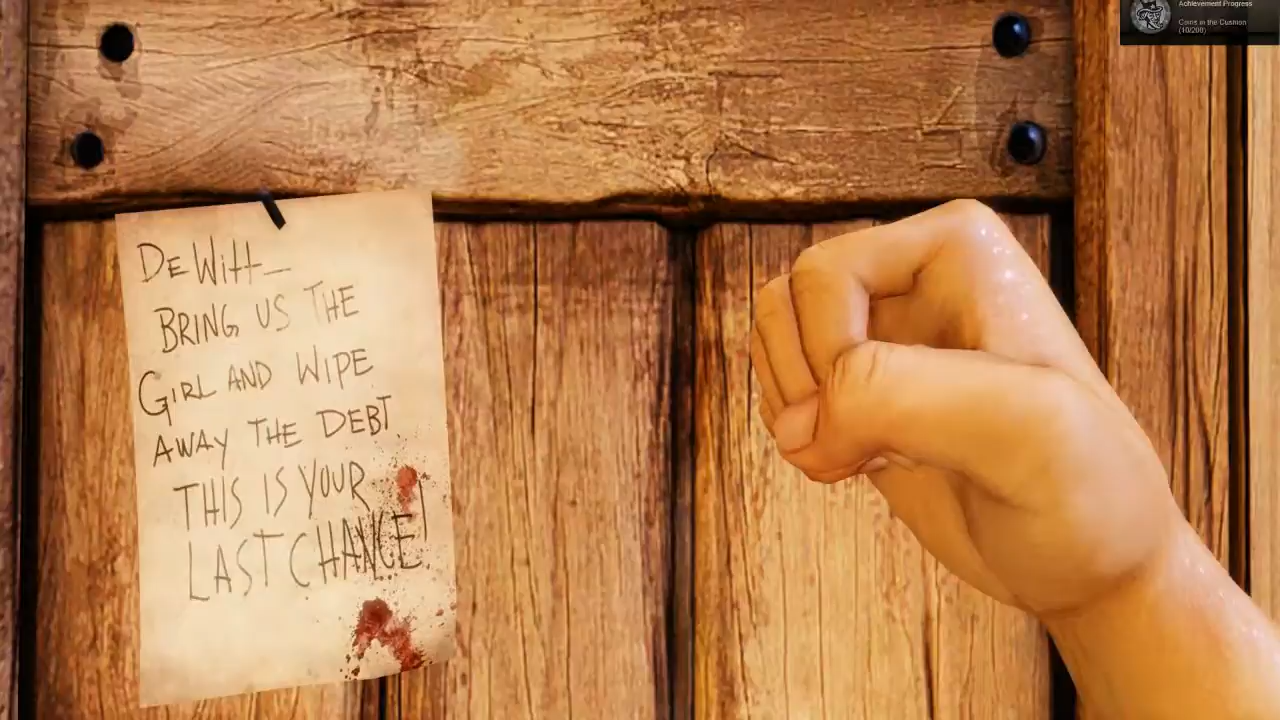 Achievement Progress
Coins in the Cushion
(10/200)
DeWitt_
BRING US THE
GIRL AND WIPE
AWAY THE DEBT
THIS IS YOUR
LAST CHANCE!